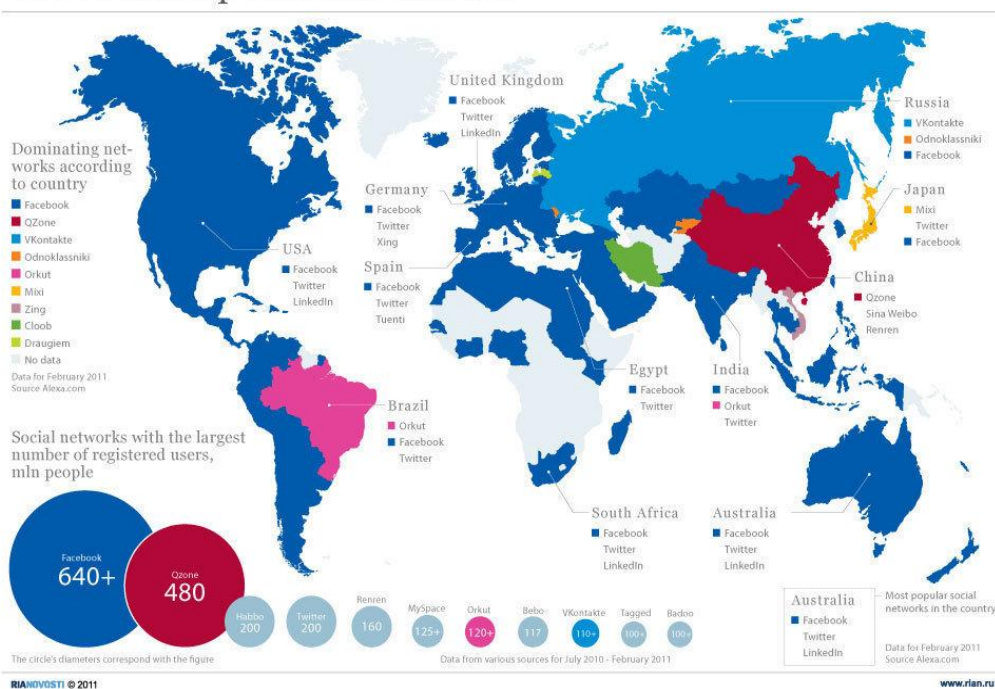 United Kingdom
Facebook
Twitter
LinkedIn
Russia
VKontakte
Odnoklassniki
Facebook
Dominating net-
works according
to country
Facebook
QZone
VKontakte
Odnoklassniki
Orkut
Mixi
Zing
Cloob
Draugiem
No data
Data for February 2011
Source Alexa.com
Germany
Facebook
Twitter
Xing
Japan
Mixi
Twitter
Facebook
USA
Facebook
Twitter
LinkedIn
Spain
Facebook
Twitter
Tuenti
China
Qzone
Sina Weibo
Renren
Egypt
Facebook
Twitter
India
Facebook
Orkut
Twitter
Brazil
Orkut
Facebook
Twitter
South Africa
Facebook
Twitter
LinkedIn
Australia
Facebook
Twitter
LinkedIn
Social networks with the largest
number of registered users,
mln people
Facebook
640+
Qzone
480
Habbo
200
Twitter
200
Renren
160
MySpace
125+
Orkut
120+
Bebo
117
VKontakte
110+
Tagged
100+
Badoo
100+
Australia
Facebook
Twitter
LinkedIn
Most popular social
networks in the country
Data for February 2011
Source Alexa.com
The circle's diameters correspond with the figure
Data from various sources for July 2010 - February 2011
RIANOVOSTI © 2011
www.rian.ru